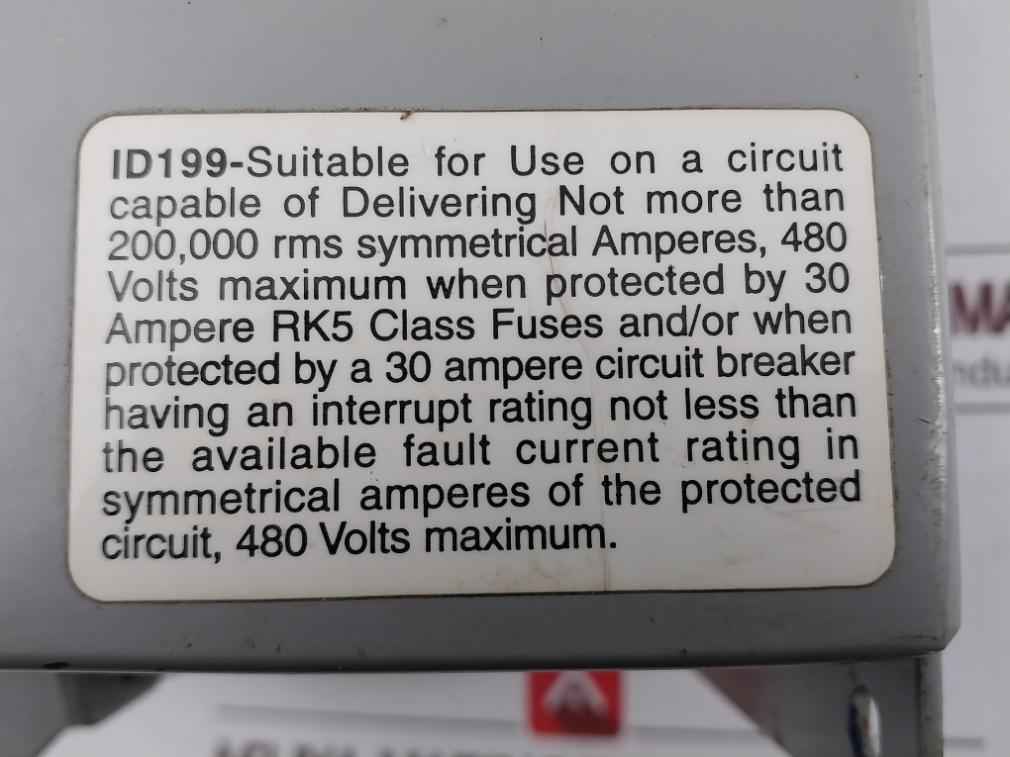 ID199-Suitable for Use on a circuit
capable of Delivering Not more than
200,000 rms symmetrical Amperes, 480
Volts maximum when protected by 30
Ampere RK5 Class Fuses and/or when
protected by a 30 ampere circuit breaker
having an interrupt rating not less than
the available fault current rating in
symmetrical amperes of the protected
circuit, 480 Volts maximum.